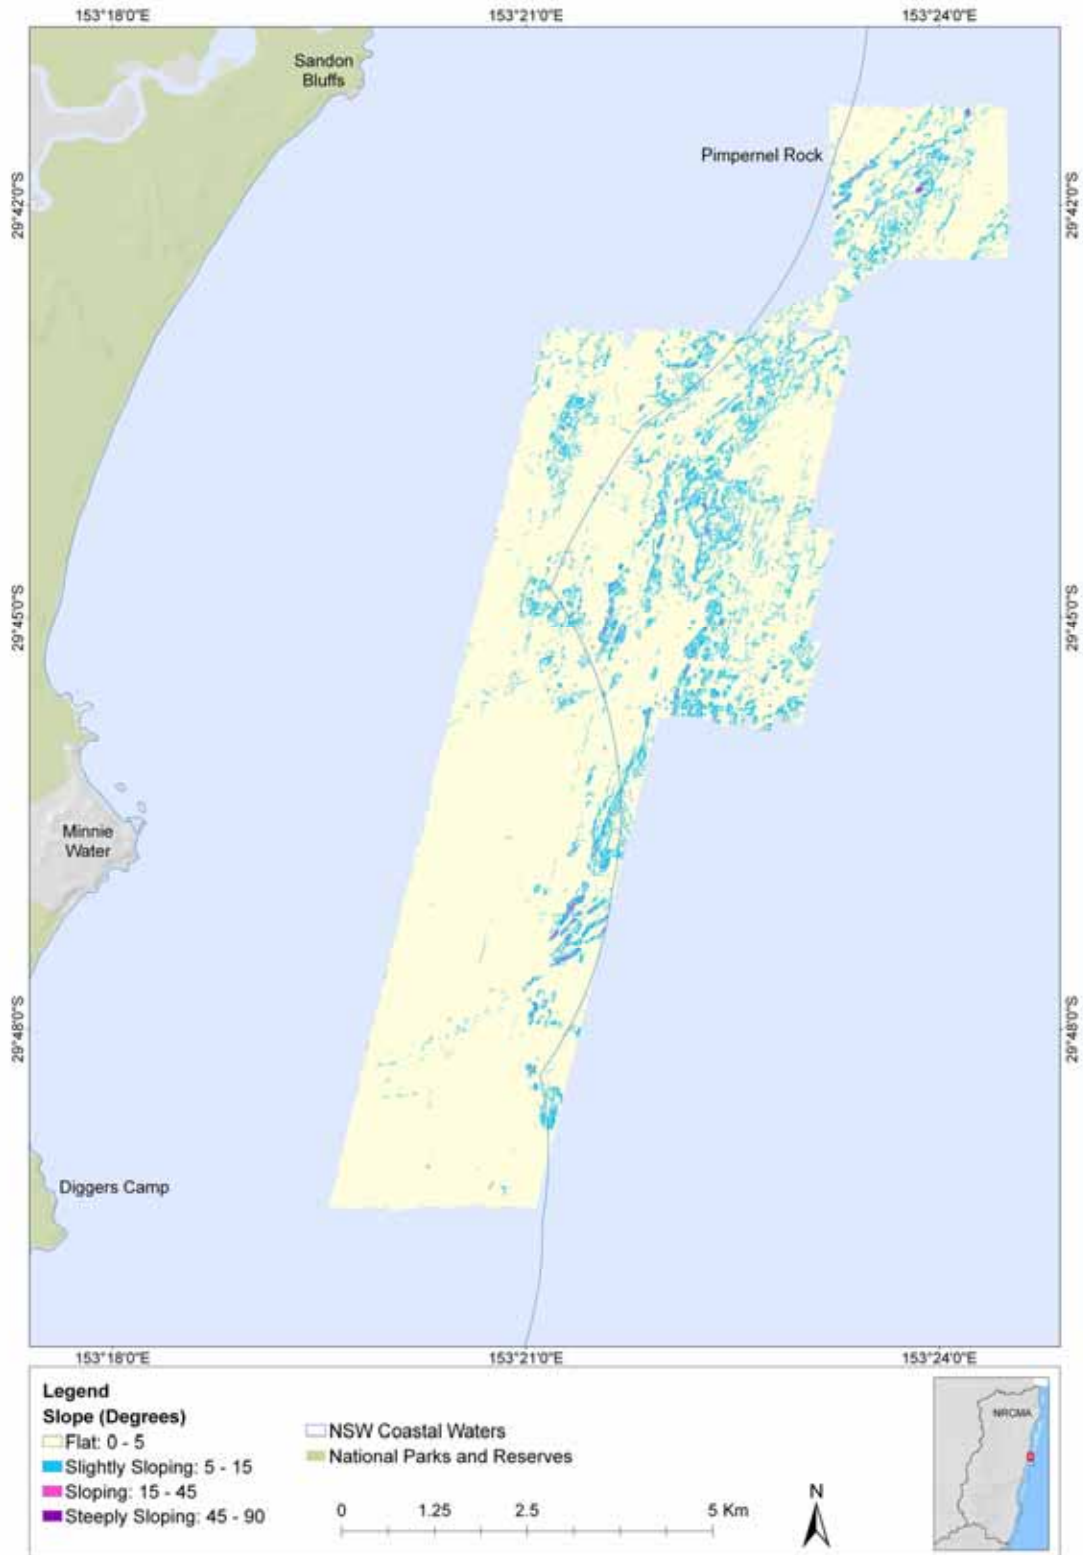 153°18'0"E 153°21'0"E 153°24'0"E
Sandon
Bluffs
Pimpernel Rock
29°42'0"S 29°42'0"S
29°45'0"S 29°45'0"S
Minnie
Water
29°48'0"S 29°48'0"S
Diggers Camp
153°18'0"E 153°21'0"E 153°24'0"E
Legend
Slope (Degrees)
Flat: 0 - 5
Slightly Sloping: 5 - 15
Sloping: 15 - 45
Steeply Sloping: 45 - 90
NSW Coastal Waters
National Parks and Reserves
0 1.25 2.5 5 Km
N
NRCMA